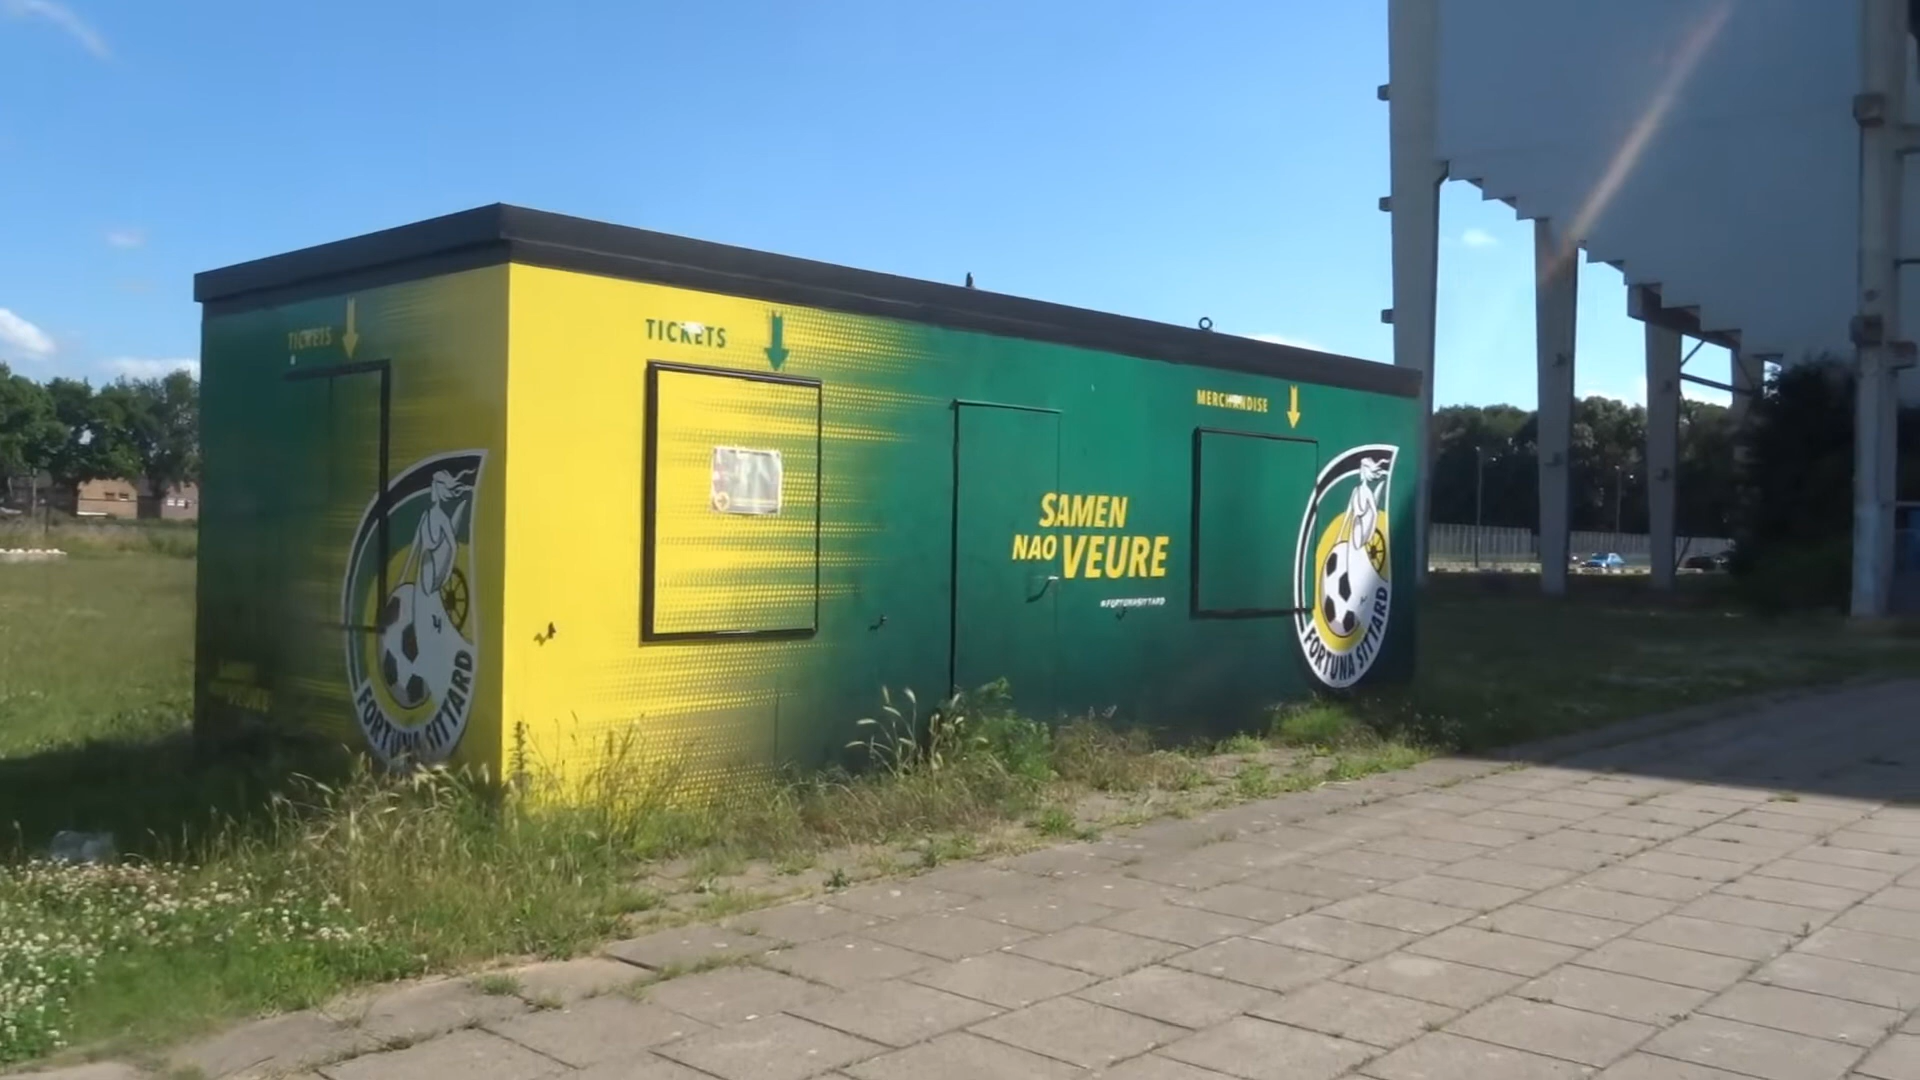 TICKETS
TICKETS
MERCHANDISE
SAMEN
NAO VEURE
#FORTUNASITTARD
FORTUNA SITTARD
FORTUNA SITTARD